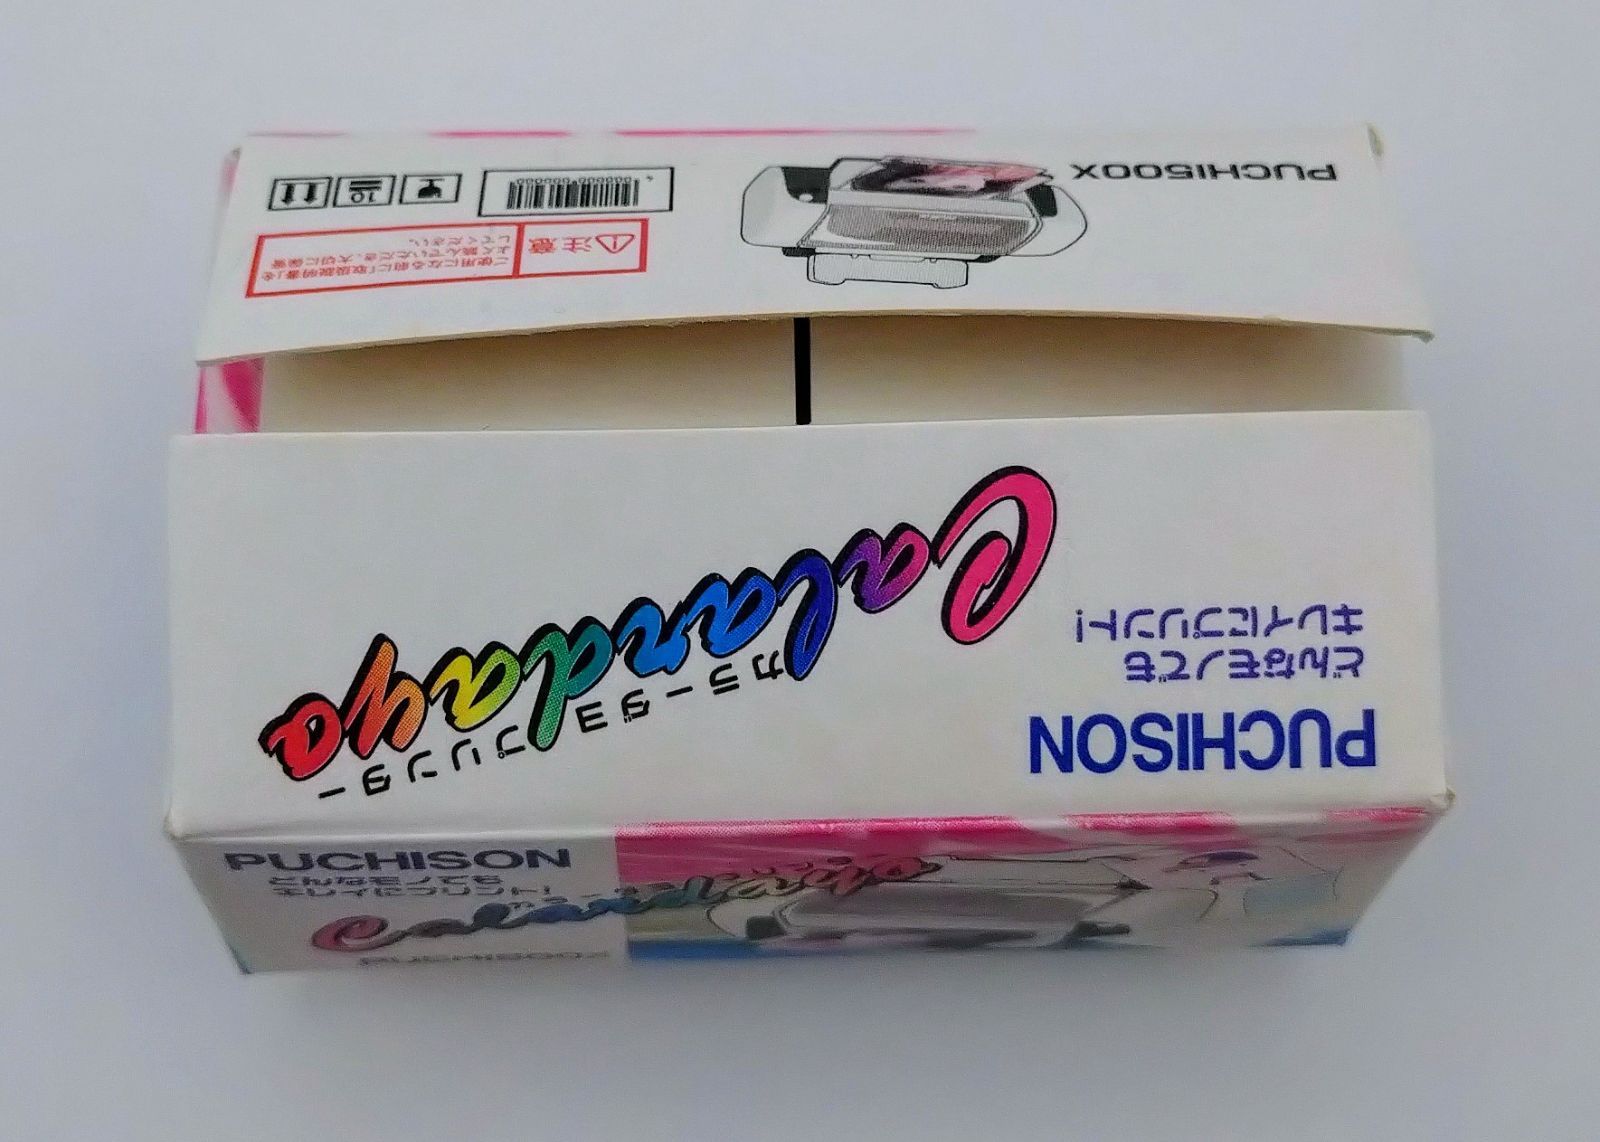 PUCHISON
どんなモノでも
キレイにプリント!
Calandaya
カラーダヨプリンター
PUCHI500X
注意
ご使用になる前に「取扱説明書」を
よく読んでいただき、大切に保管
してください。
10
PUCHISON
どんなモノでも
キレイにプリント!
Calandaya